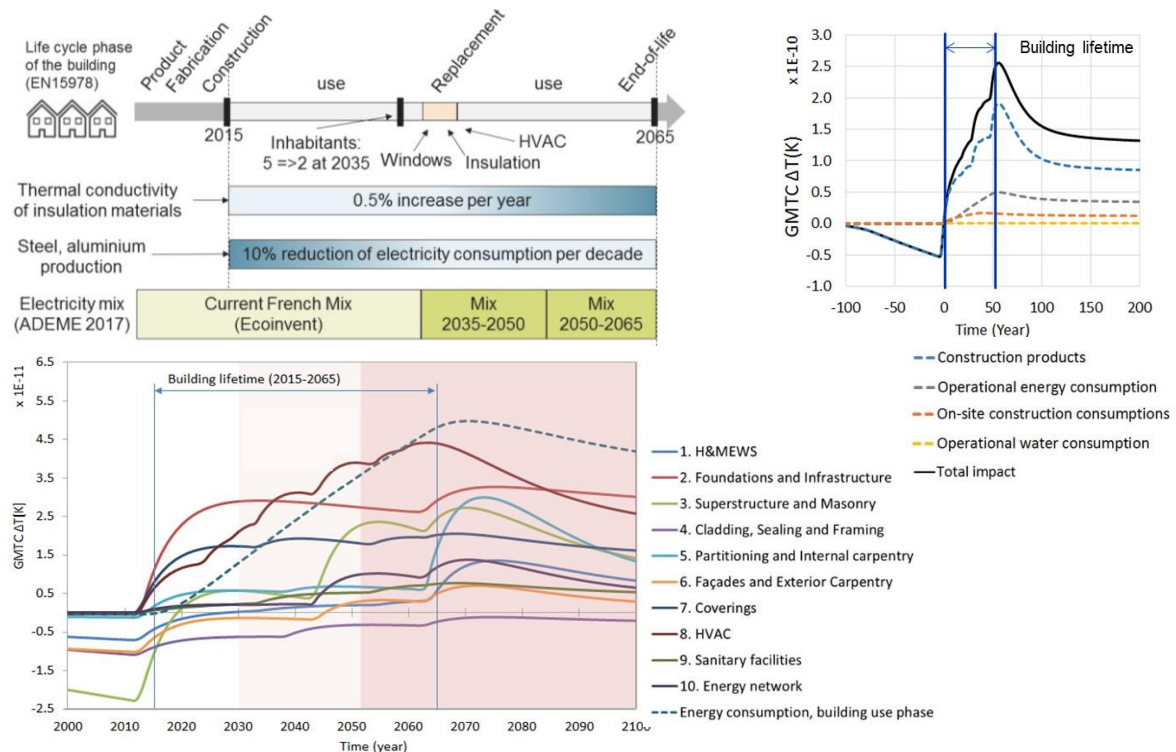 Life cycle phase
of the building
(EN15978)
Product
Fabrication
Construction
use
Replacement
use
End-of-life
2015
2065
Inhabitants:
5 =>2 at 2035
Windows
Insulation
HVAC
Thermal conductivity
of insulation materials
0.5% increase per year
Steel, aluminium
production
10% reduction of electricity consumption per decade
Electricity mix
(ADEME 2017)
Current French Mix
(Ecoinvent)
Mix
2035-2050
Mix
2050-2065
x 1E-10
GMTC ΔT(K)
3.0
2.5
2.0
1.5
1.0
0.5
0.0
-0.5
-1.0
Building lifetime
-100 -50 0 50 100 150 200
Time (Year)
Construction products
Operational energy consumption
On-site construction consumptions
Operational water consumption
Total impact
x 1E-11
GMTC ΔT[K]
6.5
4.5
2.5
1.5
0.5
-0.5
-1.5
-2.5
Building lifetime (2015-2065)
2000 2010 2020 2030 2040 2050 2060 2070 2080 2090
Time (year)
1. H&MEWS
2. Foundations and Infrastructure
3. Superstructure and Masonry
4. Cladding, Sealing and Framing
5. Partitioning and Internal carpentry
6. Façades and Exterior Carpentry
7. Coverings
8. HVAC
9. Sanitary facilities
10. Energy network
Energy consumption, building use phase